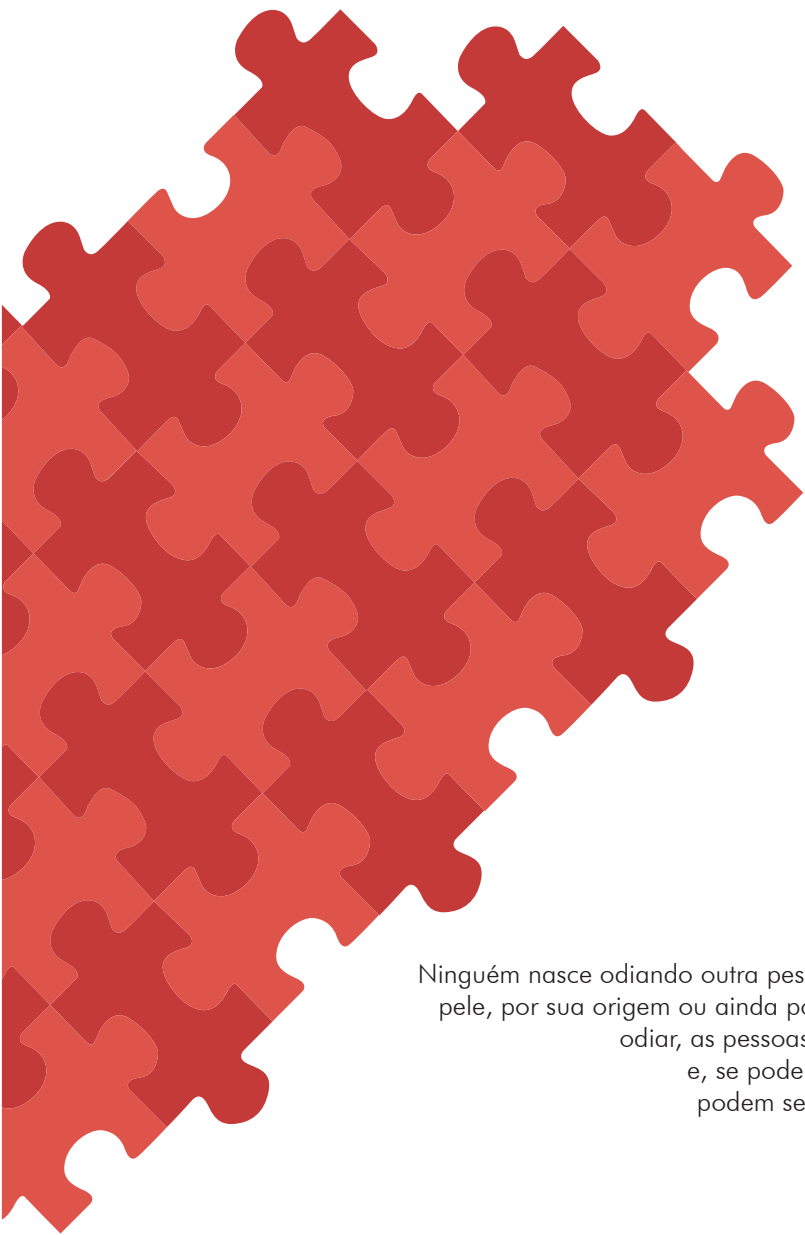 Ninguém nasce odiando outra pes
pele, por sua origem ou ainda po
odiar, as pessoas
e, se pode
podem se